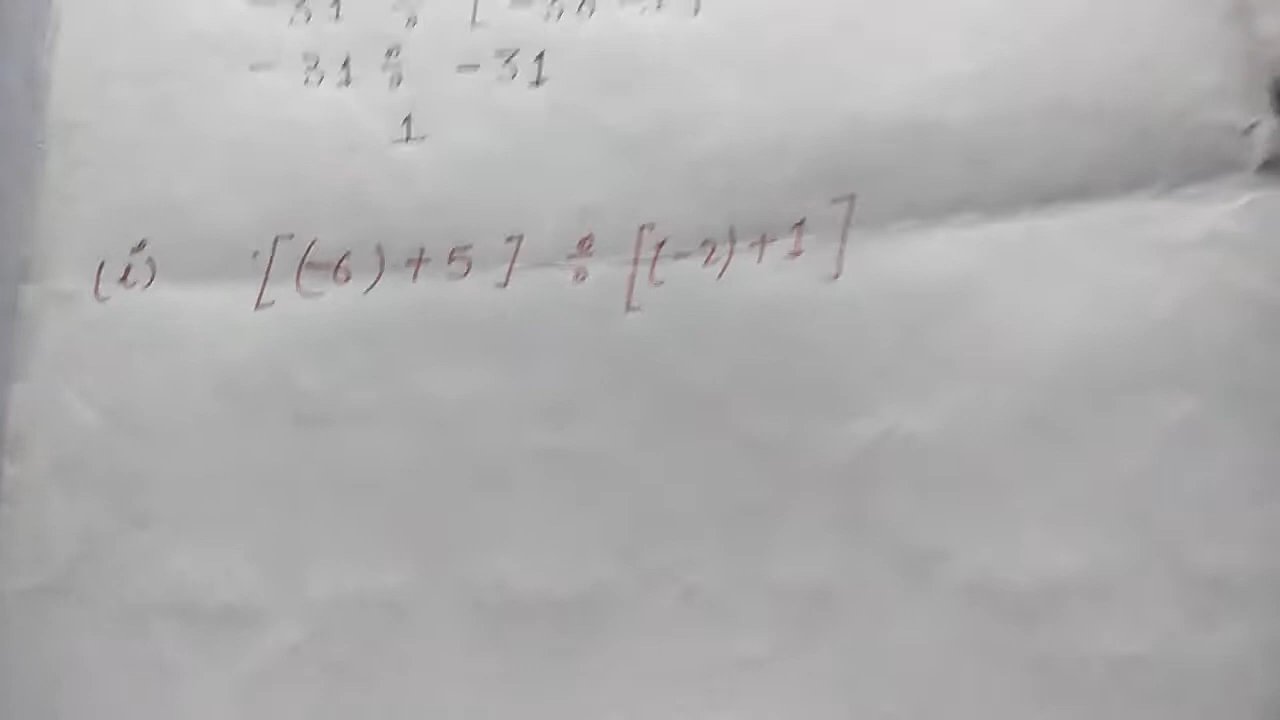 - 31 ÷ -31
1
(i) [(-6) + 5] ÷ [(-2) + 1]